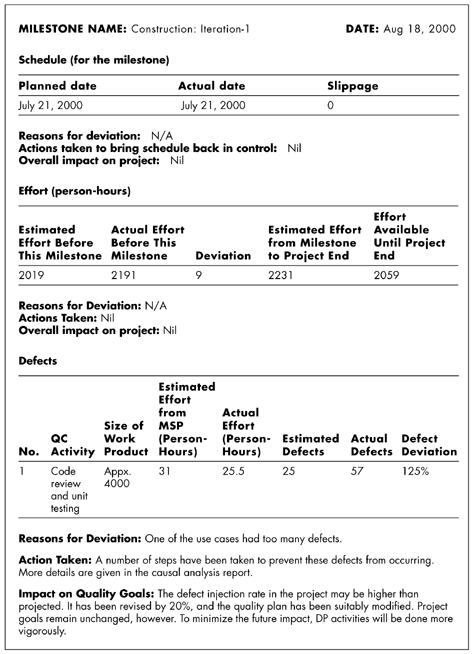 MILESTONE NAME: Construction: Iteration-1 DATE: Aug 18, 2000
Schedule (for the milestone)
Planned date Actual date Slippage
July 21, 2000 July 21, 2000 0
Reasons for deviation: N/A
Actions taken to bring schedule back in control: Nil
Overall impact on project: Nil
Effort (person-hours)
Effort
Estimated Actual Effort Estimated Effort Available
Effort Before Before This from Milestone Until Project
This Milestone Milestone Deviation to Project End End
2019 2191 9 2231 2059
Reasons for Deviation: N/A
Actions Taken: Nil
Overall impact on project: Nil
Defects
Estimated
Effort
from Actual
Size of MSP Effort
QC Work (Person- (Person- Estimated Actual Defect
No. Activity Product Hours) Hours) Defects Defects Deviation
1 Code Appx. 31 25.5 25 57 125%
review 4000
and unit
testing
Reasons for Deviation: One of the use cases had too many defects.
Action Taken: A number of steps have been taken to prevent these defects from occurring.
More details are given in the causal analysis report.
Impact on Quality Goals: The defect injection rate in the project may be higher than
projected. It has been revised by 20%, and the quality plan has been suitably modified. Project
goals remain unchanged, however. To minimize the future impact, DP activities will be done more
vigorously.